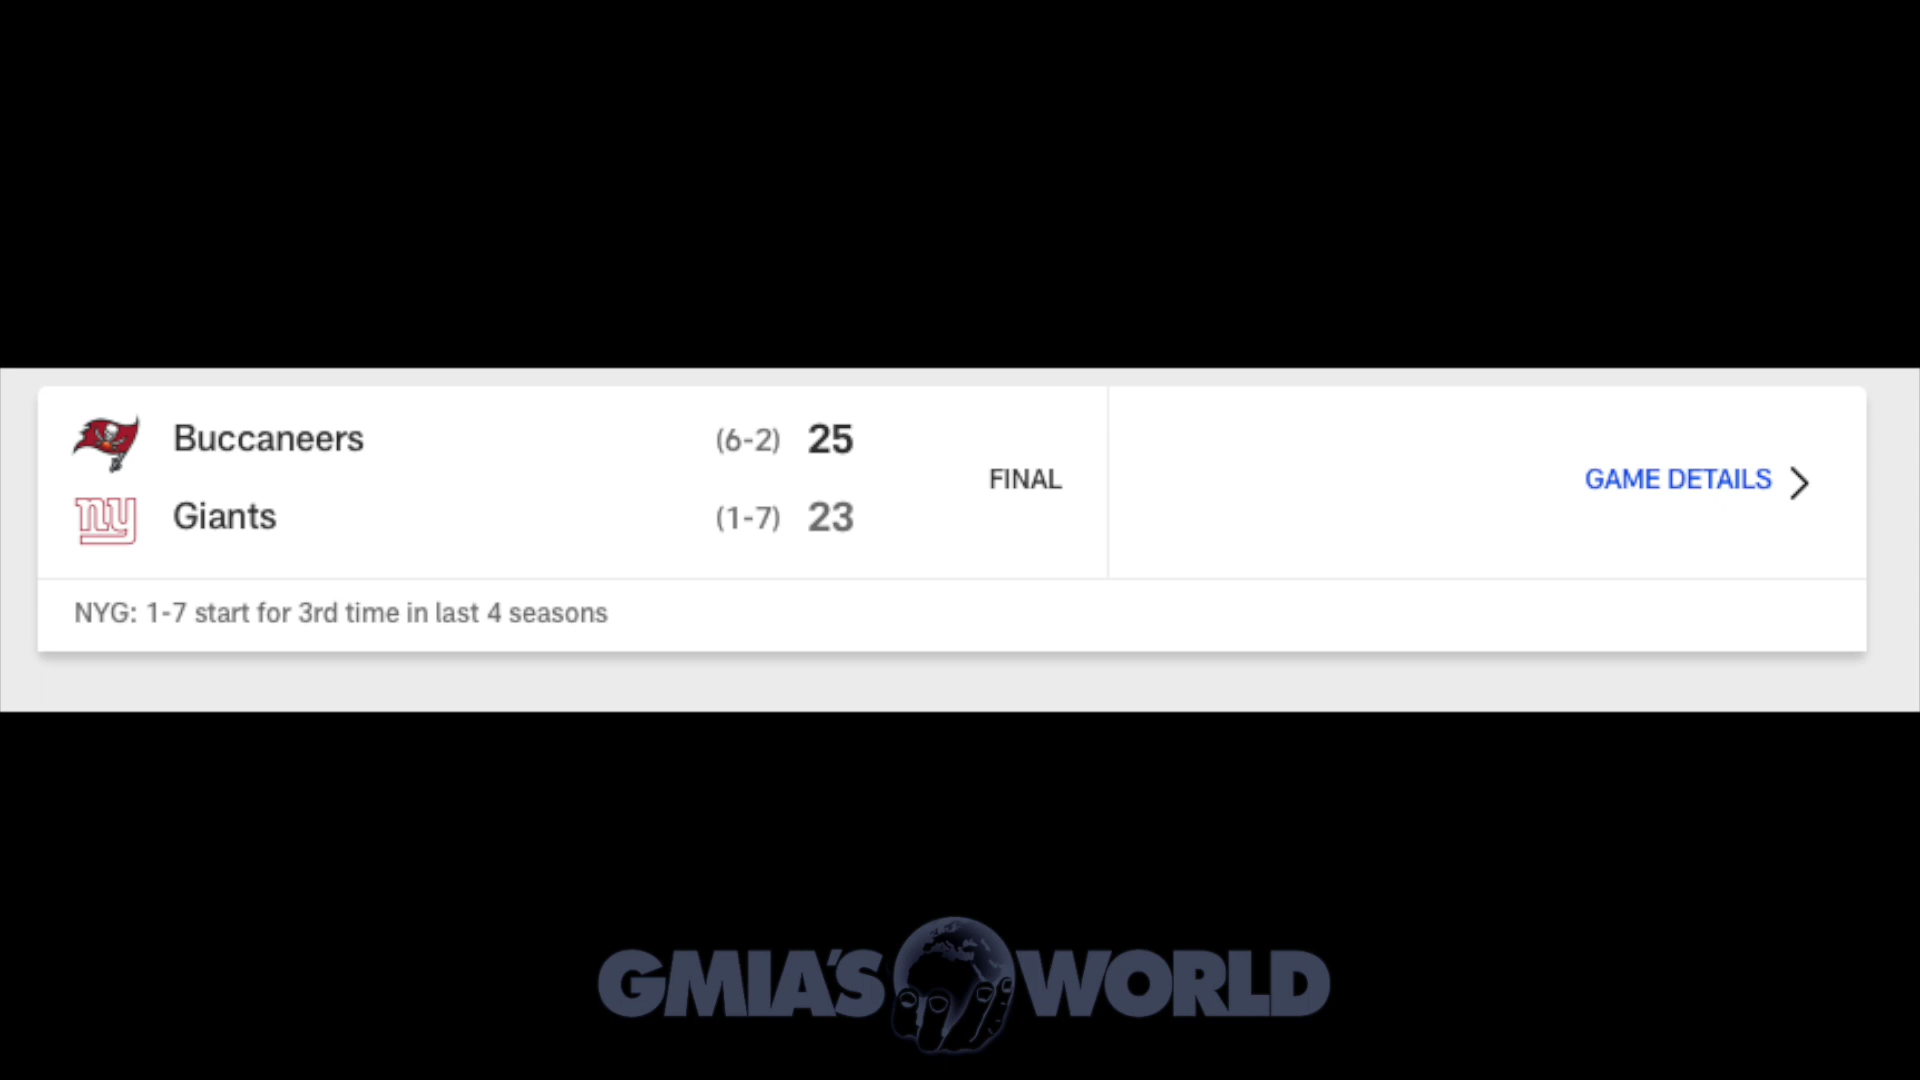 Buccaneers (6-2) 25
Giants (1-7) 23
FINAL
GAME DETAILS
NYG: 1-7 start for 3rd time in last 4 seasons
GMIA'S WORLD